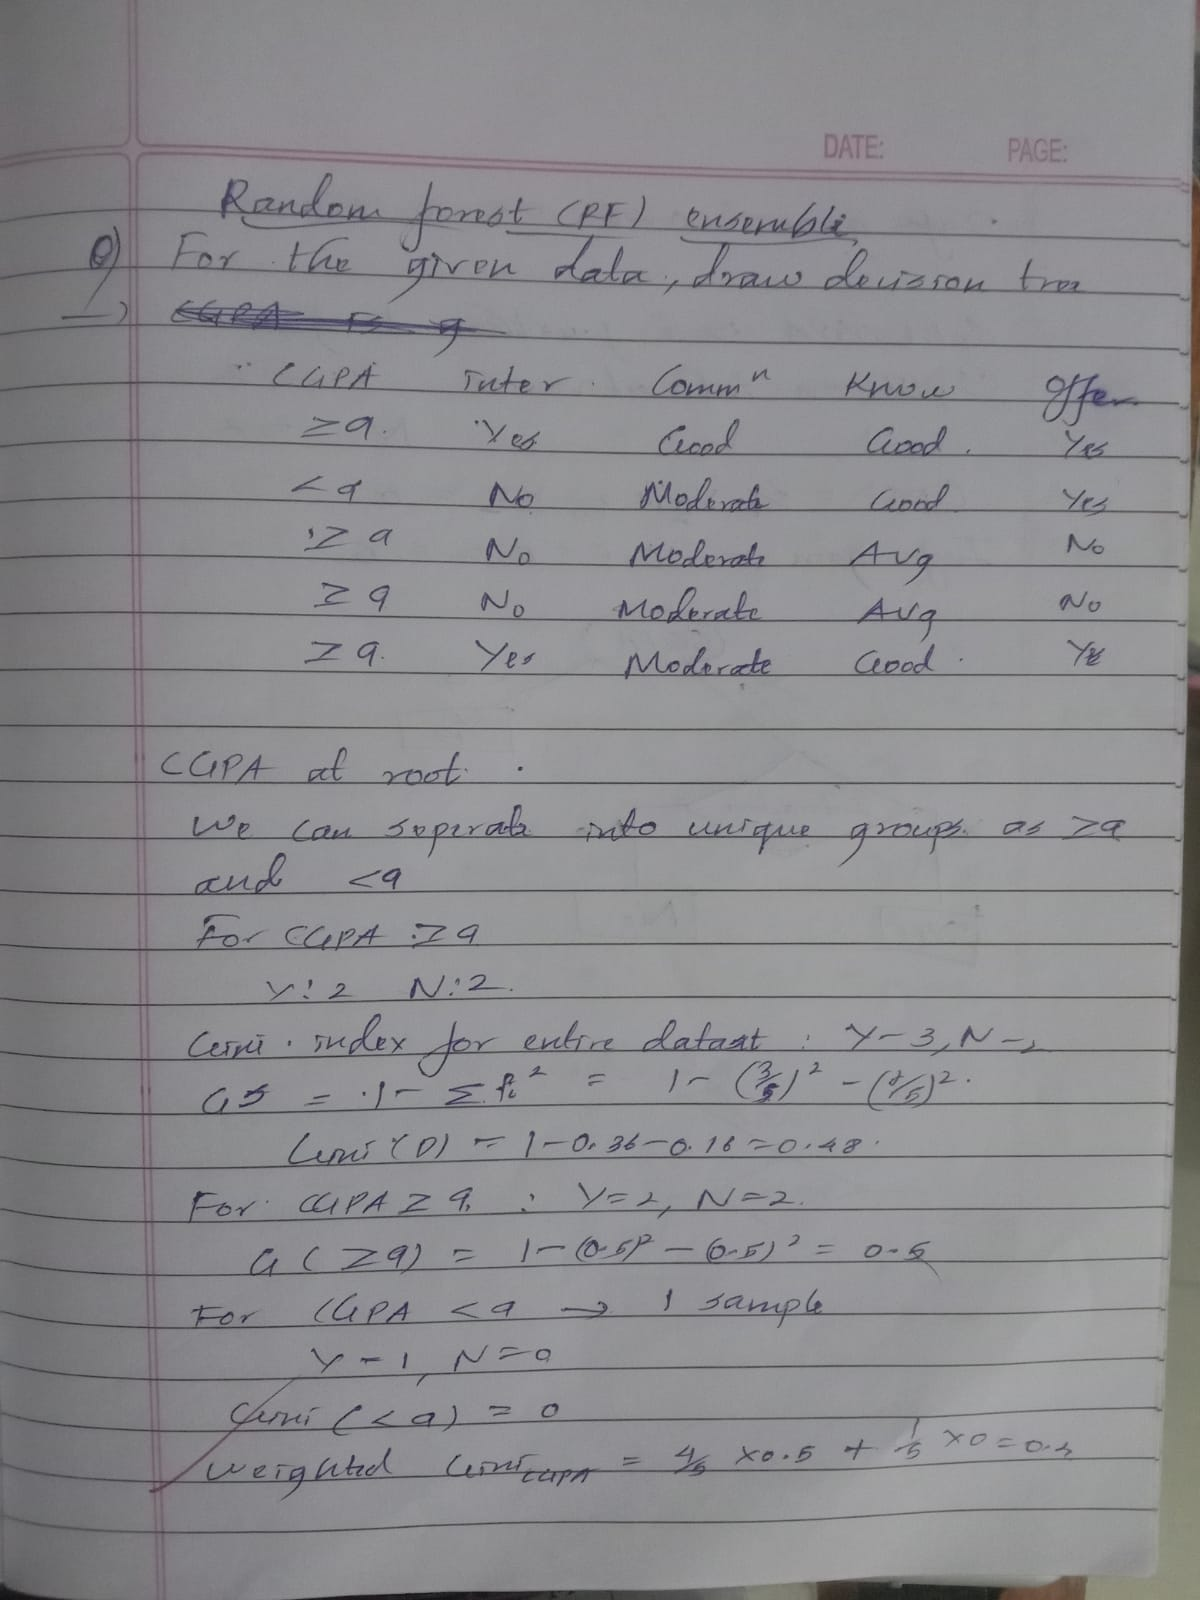 DATE: PAGE:
Random forest (RF) ensemble
Q) For the given data, draw decision tree
→
CGPA Inter. Commⁿ Know Offer
≥9. Yes Good Good. Yes
<9 No Moderate Good Yes
≥9 No Moderate Avg No
≥9 No Moderate Avg No
≥9. Yes Moderate Good. Yes
CGPA at root.
We can seperate into unique groups as ≥9
and <9
For CGPA ≥9
Y:2 N:2.
Gini index for entire dataset : Y-3, N-2
= 1- Σ fi² = 1- (3/5)² - (2/5)².
Gini (D) = 1-0.36-0.16=0.48.
For CGPA ≥ 9, : Y=2, N=2.
G (≥9) = 1-(0.5)² - (0.5)² = 0.5
For CGPA <9 → 1 sample
Y-1, N=0
Gini (<9) = 0
Weighted Gini CGPA = 4/5 x0.5 + 1/5 x0=0.4